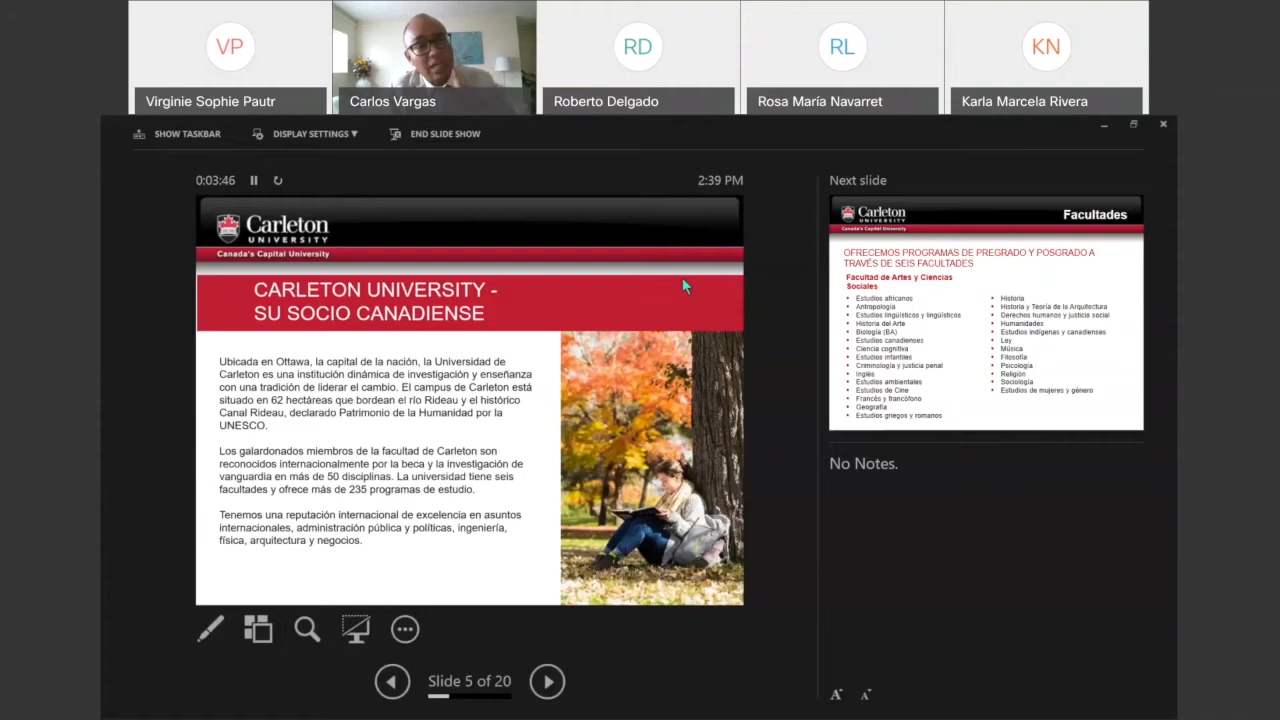 VP
RD
RL
KN
Virginie Sophie Pautr
Carlos Vargas
Roberto Delgado
Rosa María Navarret
Karla Marcela Rivera
SHOW TASKBAR
DISPLAY SETTINGS ▼
END SLIDE SHOW
0:03:46
2:39 PM
Carleton
UNIVERSITY
Canada's Capital University
CARLETON UNIVERSITY -
SU SOCIO CANADIENSE
Ubicada en Ottawa, la capital de la nación, la Universidad de
Carleton es una institución dinámica de investigación y enseñanza
con una tradición de liderar el cambio. El campus de Carleton está
situado en 62 hectáreas que bordean el río Rideau y el histórico
Canal Rideau, declarado Patrimonio de la Humanidad por la
UNESCO.
Los galardonados miembros de la facultad de Carleton son
reconocidos internacionalmente por la beca y la investigación de
vanguardia en más de 50 disciplinas. La universidad tiene seis
facultades y ofrece más de 235 programas de estudio.
Tenemos una reputación internacional de excelencia en asuntos
internacionales, administración pública y políticas, ingeniería,
física, arquitectura y negocios.
Slide 5 of 20
Next slide
Carleton
UNIVERSITY
Canada's Capital University
Facultades
OFRECEMOS PROGRAMAS DE PREGRADO Y POSGRADO A
TRAVÉS DE SEIS FACULTADES
Facultad de Artes y Ciencias
Sociales
• Estudios africanos
• Antropología
• Estudios lingüísticos y lingüísticos
• Historia del Arte
• Biología (BA)
• Estudios canadienses
• Ciencia cognitiva
• Estudios infantiles
• Criminología y justicia penal
• Inglés
• Estudios ambientales
• Estudios de Cine
• Francés y francófono
• Geografía
• Estudios griegos y romanos
• Historia
• Historia y Teoría de la Arquitectura
• Derechos humanos y justicia social
• Humanidades
• Estudios indígenas y canadienses
• Ley
• Música
• Filosofía
• Psicología
• Religión
• Sociología
• Estudios de mujeres y género
No Notes.
A
A